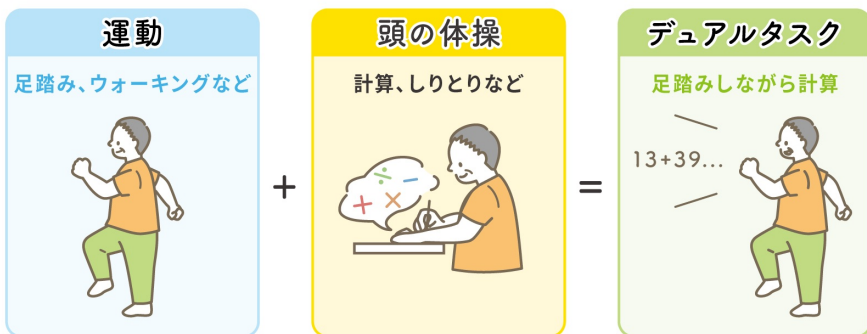 運動
足踏み、ウォーキングなど
+
頭の体操
計算、しりとりなど
÷
−
+
×
=
デュアルタスク
足踏みしながら計算
13+39...